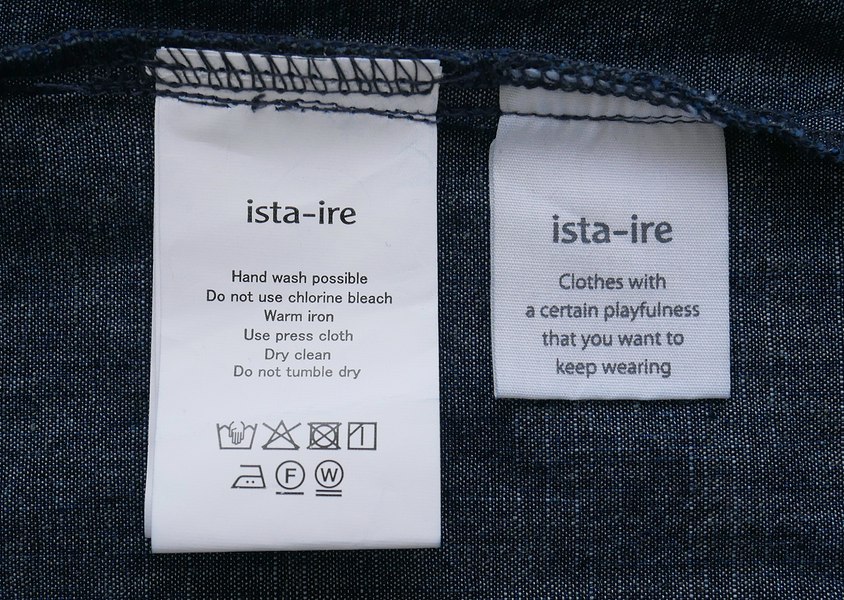 ista-ire
Hand wash possible
Do not use chlorine bleach
Warm iron
Use press cloth
Dry clean
Do not tumble dry
F W
ista-ire
Clothes with
a certain playfulness
that you want to
keep wearing